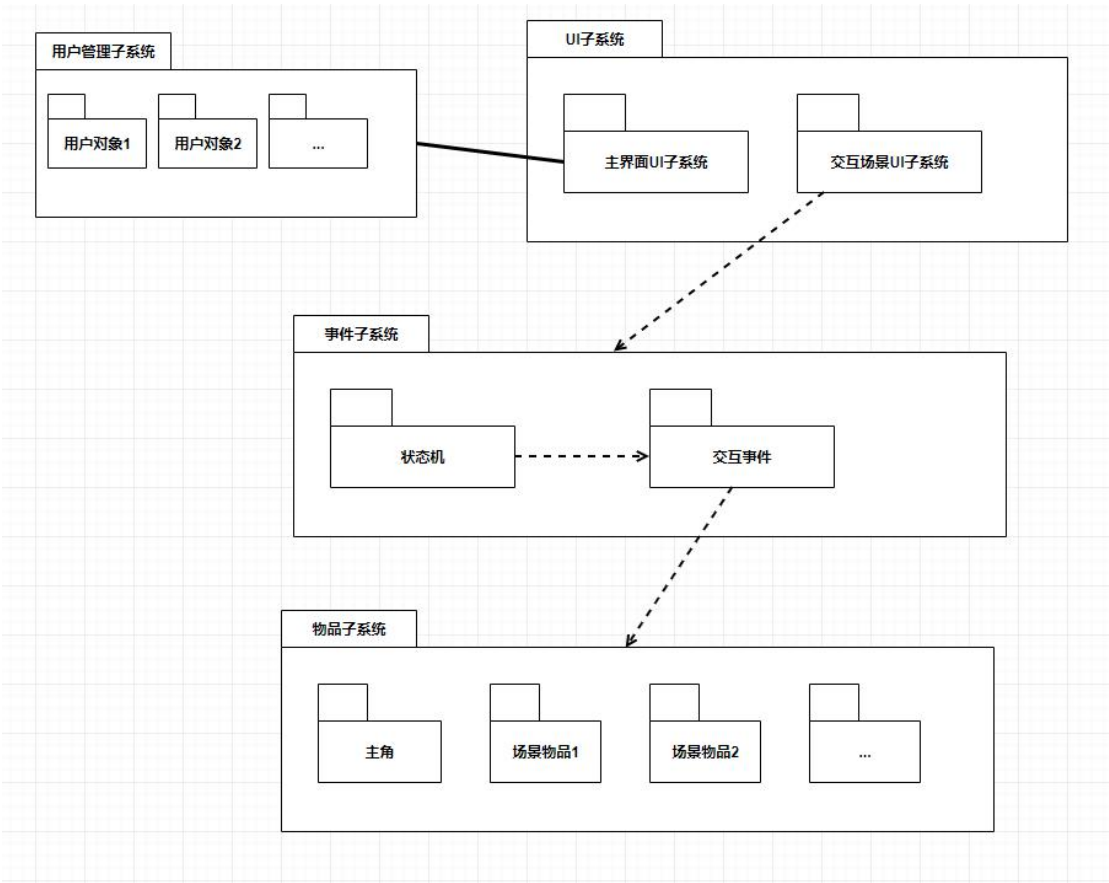 用户管理子系统
用户对象1
用户对象2
...
UI子系统
主界面UI子系统
交互场景UI子系统
事件子系统
状态机
交互事件
物品子系统
主角
场景物品1
场景物品2
...